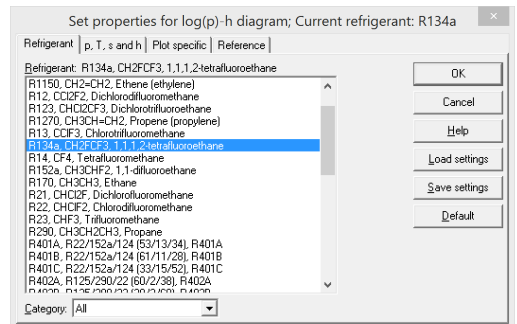 Set properties for log(p)-h diagram; Current refrigerant: R134a
Refrigerant
p, T, s and h
Plot specific
Reference
Refrigerant: R134a, CH2FCF3, 1,1,1,2-tetrafluoroethane
R1150, CH2=CH2, Ethene (ethylene)
R12, CCl2F2, Dichlorodifluoromethane
R123, CHCl2CF3, Dichlorotrifluoroethane
R1270, CH3CH=CH2, Propene (propylene)
R13, CClF3, Chlorotrifluoromethane
R134a, CH2FCF3, 1,1,1,2-tetrafluoroethane
R14, CF4, Tetrafluoromethane
R152a, CH3CHF2, 1,1-difluoroethane
R170, CH3CH3, Ethane
R21, CHCl2F, Dichlorofluoromethane
R22, CHClF2, Chlorodifluoromethane
R23, CHF3, Trifluoromethane
R290, CH3CH2CH3, Propane
R401A, R22/152a/124 (53/13/34), R401A
R401B, R22/152a/124 (61/11/28), R401B
R401C, R22/152a/124 (33/15/52), R401C
R402A, R125/290/22 (60/2/38), R402A
Category: All
OK
Cancel
Help
Load settings
Save settings
Default